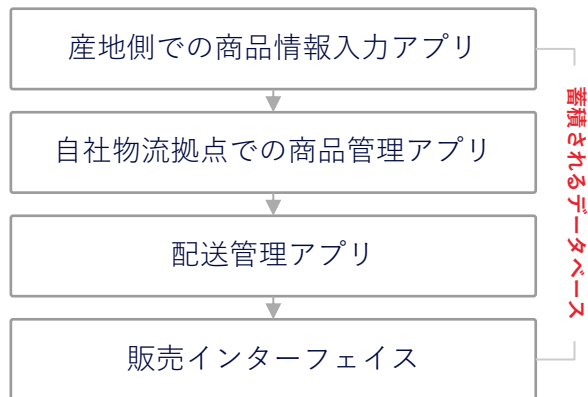 産地側での商品情報入力アプリ
自社物流拠点での商品管理アプリ
配送管理アプリ
販売インターフェイス
蓄積されるデータベース